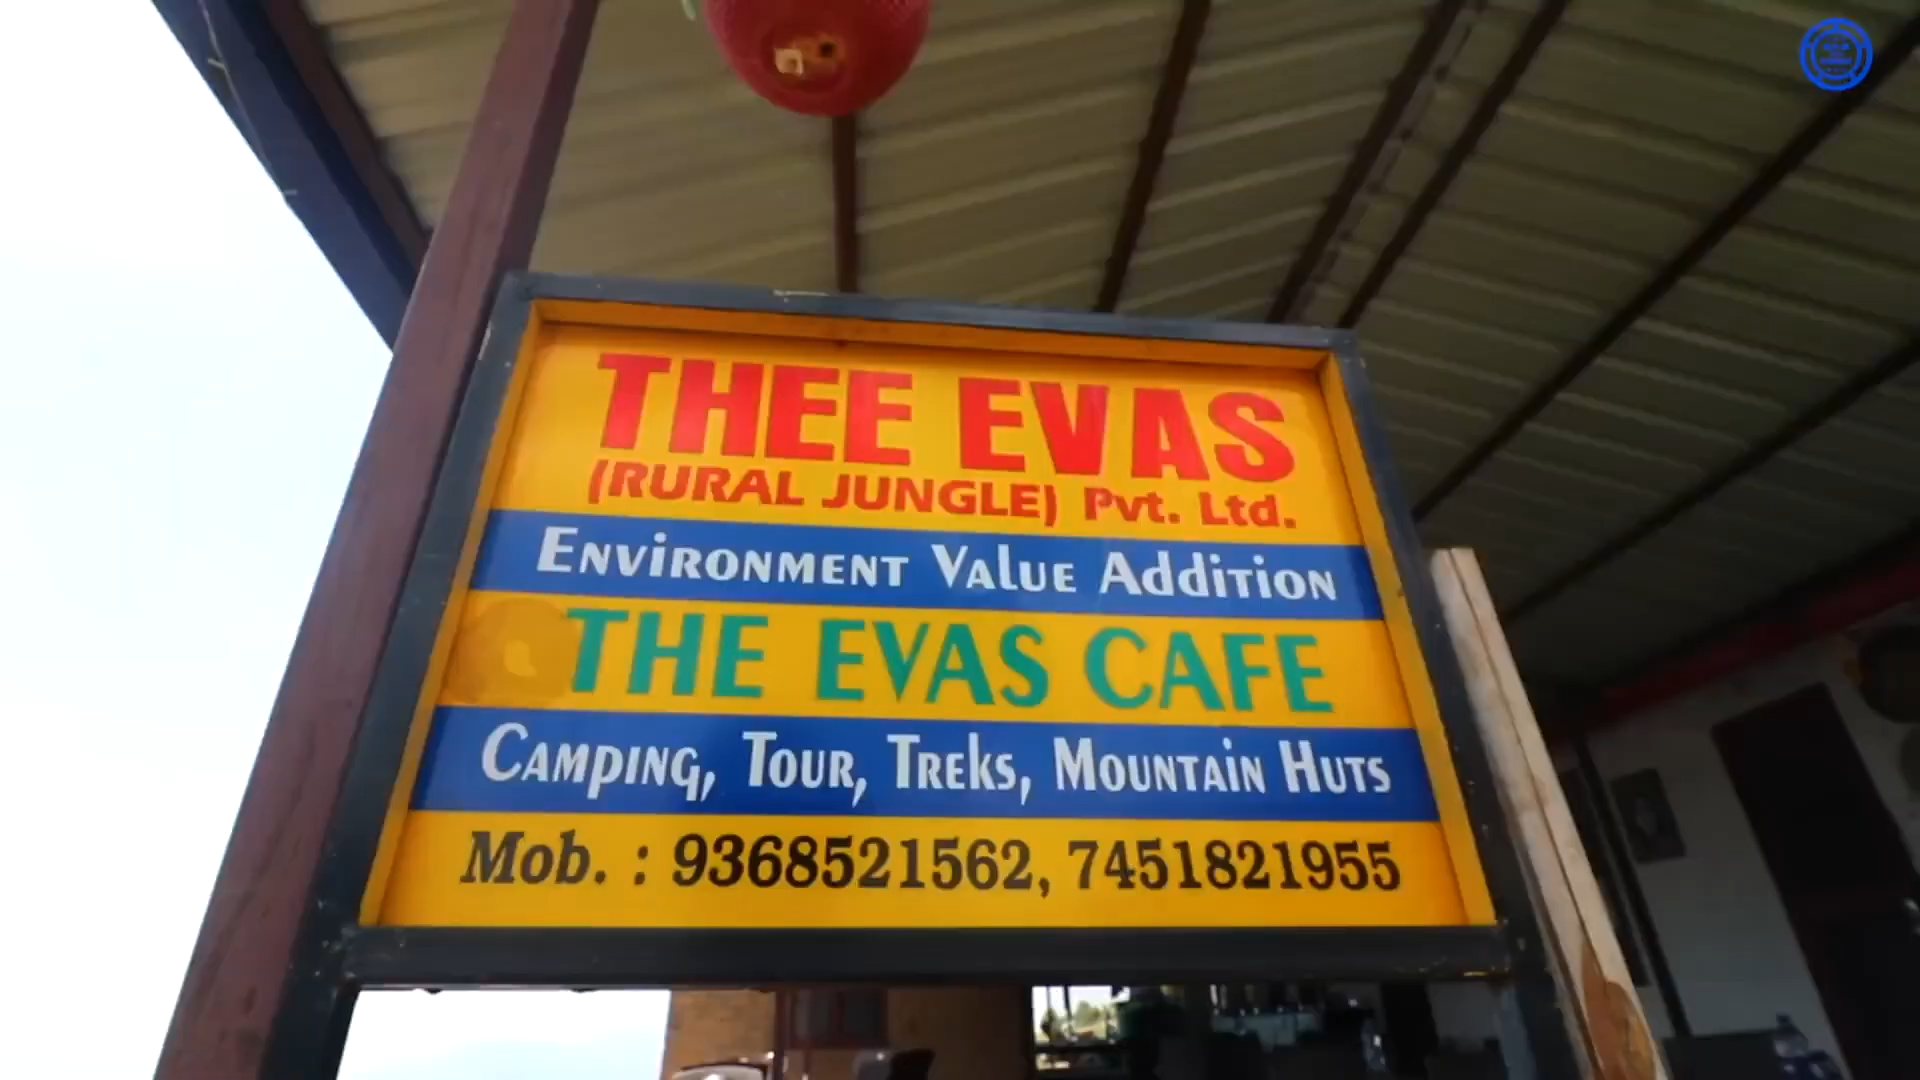 THEE EVAS
(RURAL JUNGLE) Pvt. Ltd.
ENVIRONMENT VALUE ADDITION
THE EVAS CAFE
CAMPING, TOUR, TREKS, MOUNTAIN HUTS
Mob. : 9368521562, 7451821955